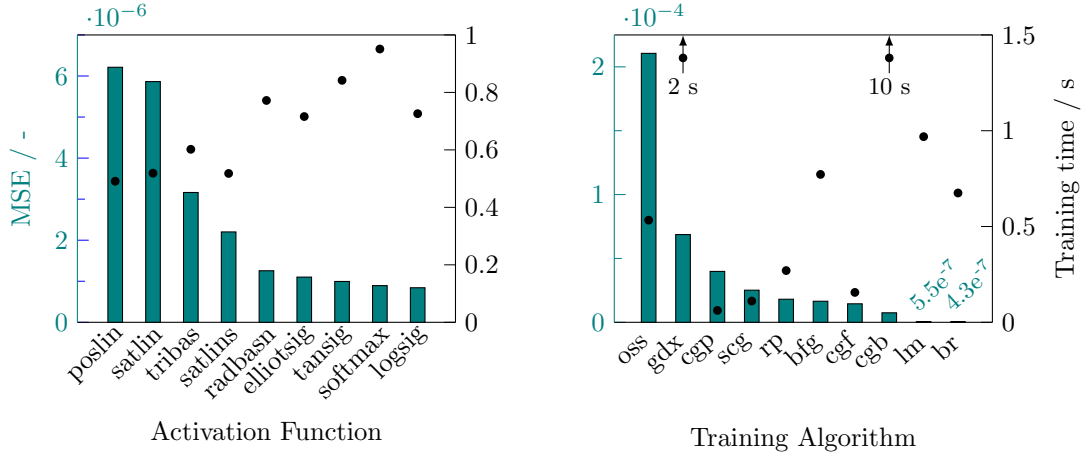 ·10⁻⁶
6
4
2
0
MSE / -
1
0.8
0.6
0.4
0.2
0
poslin
satlin
tribas
satlins
radbasn
elliotsig
tansig
softmax
logsig
Activation Function
·10⁻⁴
2
1
0
2 s
10 s
5.5e⁻⁷
4.3e⁻⁷
1.5
1
0.5
0
Training time / s
oss
gdx
cgp
scg
rp
bfg
cgf
cgb
lm
br
Training Algorithm